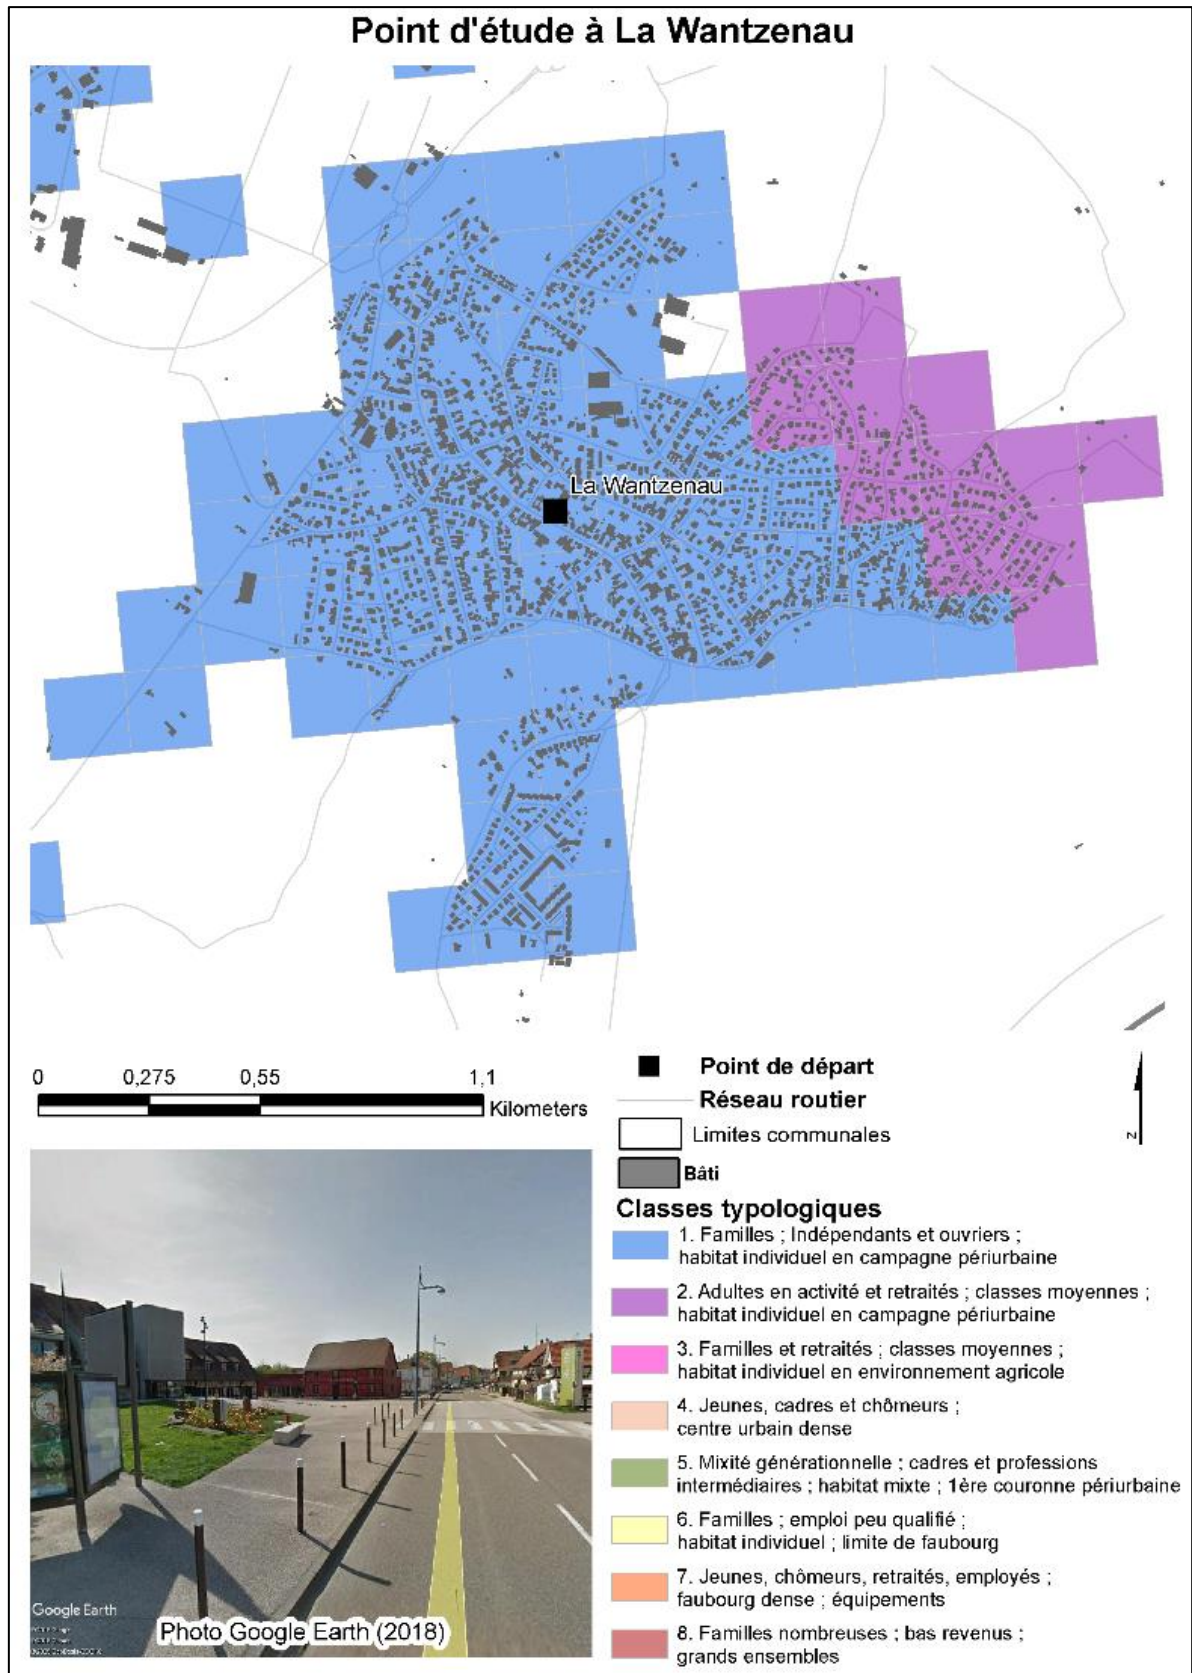 Point d'étude à La Wantzenau
La Wantzenau
0 0,275 0,55 1,1
Kilometers
Point de départ
Réseau routier
Limites communales
Bâti
N
Classes typologiques
1. Familles ; Indépendants et ouvriers ;
habitat individuel en campagne périurbaine
2. Adultes en activité et retraités ; classes moyennes ;
habitat individuel en campagne périurbaine
3. Familles et retraités ; classes moyennes ;
habitat individuel en environnement agricole
4. Jeunes, cadres et chômeurs ;
centre urbain dense
5. Mixité générationnelle ; cadres et professions
intermédiaires ; habitat mixte ; 1ère couronne périurbaine
6. Familles ; emploi peu qualifié ;
habitat individuel ; limite de faubourg
7. Jeunes, chômeurs, retraités, employés ;
faubourg dense ; équipements
8. Familles nombreuses ; bas revenus ;
grands ensembles
Google Earth
Photo Google Earth (2018)